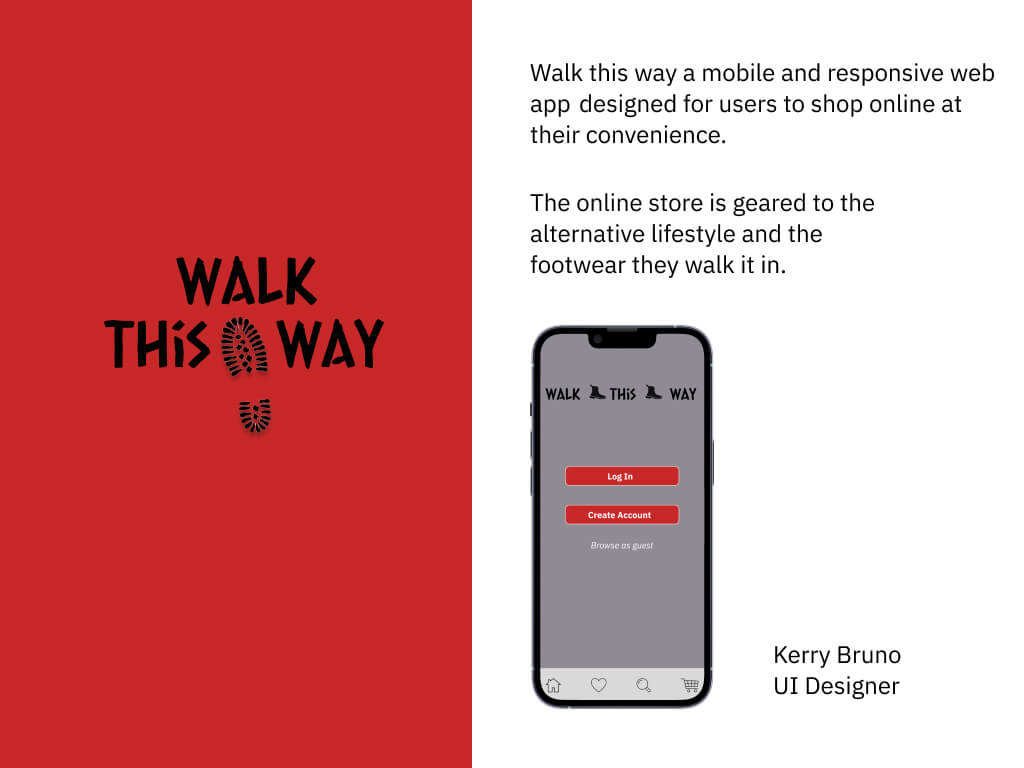 WALK
THiS WAY
Walk this way a mobile and responsive web
app designed for users to shop online at
their convenience.
The online store is geared to the
alternative lifestyle and the
footwear they walk it in.
WALK THiS WAY
Log In
Create Account
Browse as guest
Kerry Bruno
UI Designer